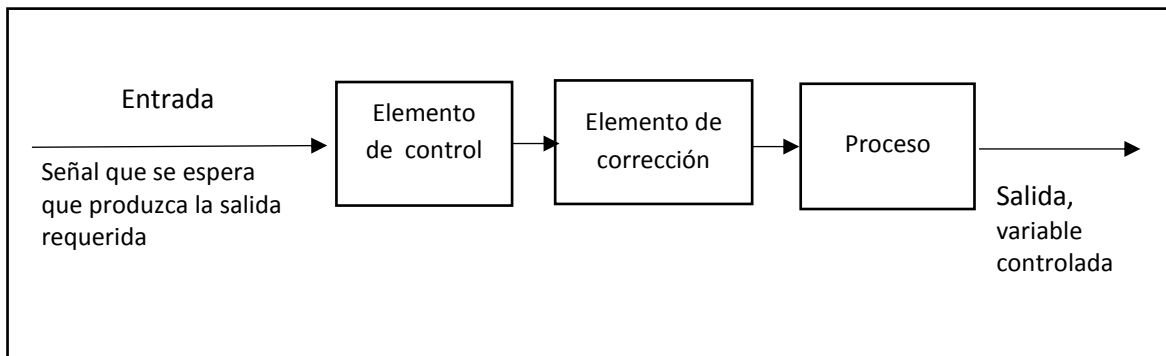 Entrada
Señal que se espera
que produzca la salida
requerida
Elemento
de control
Elemento de
corrección
Proceso
Salida,
variable
controlada